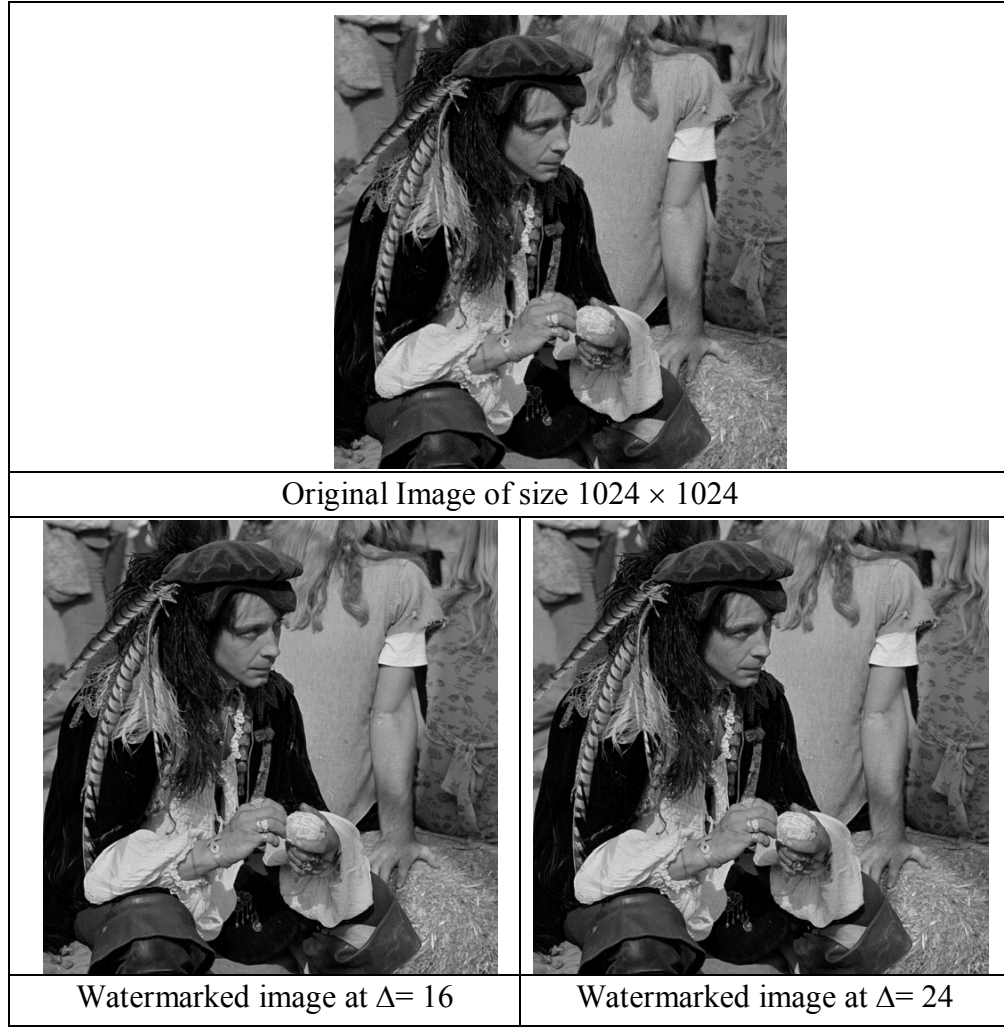 Original Image of size 1024 × 1024
Watermarked image at Δ= 16
Watermarked image at Δ= 24